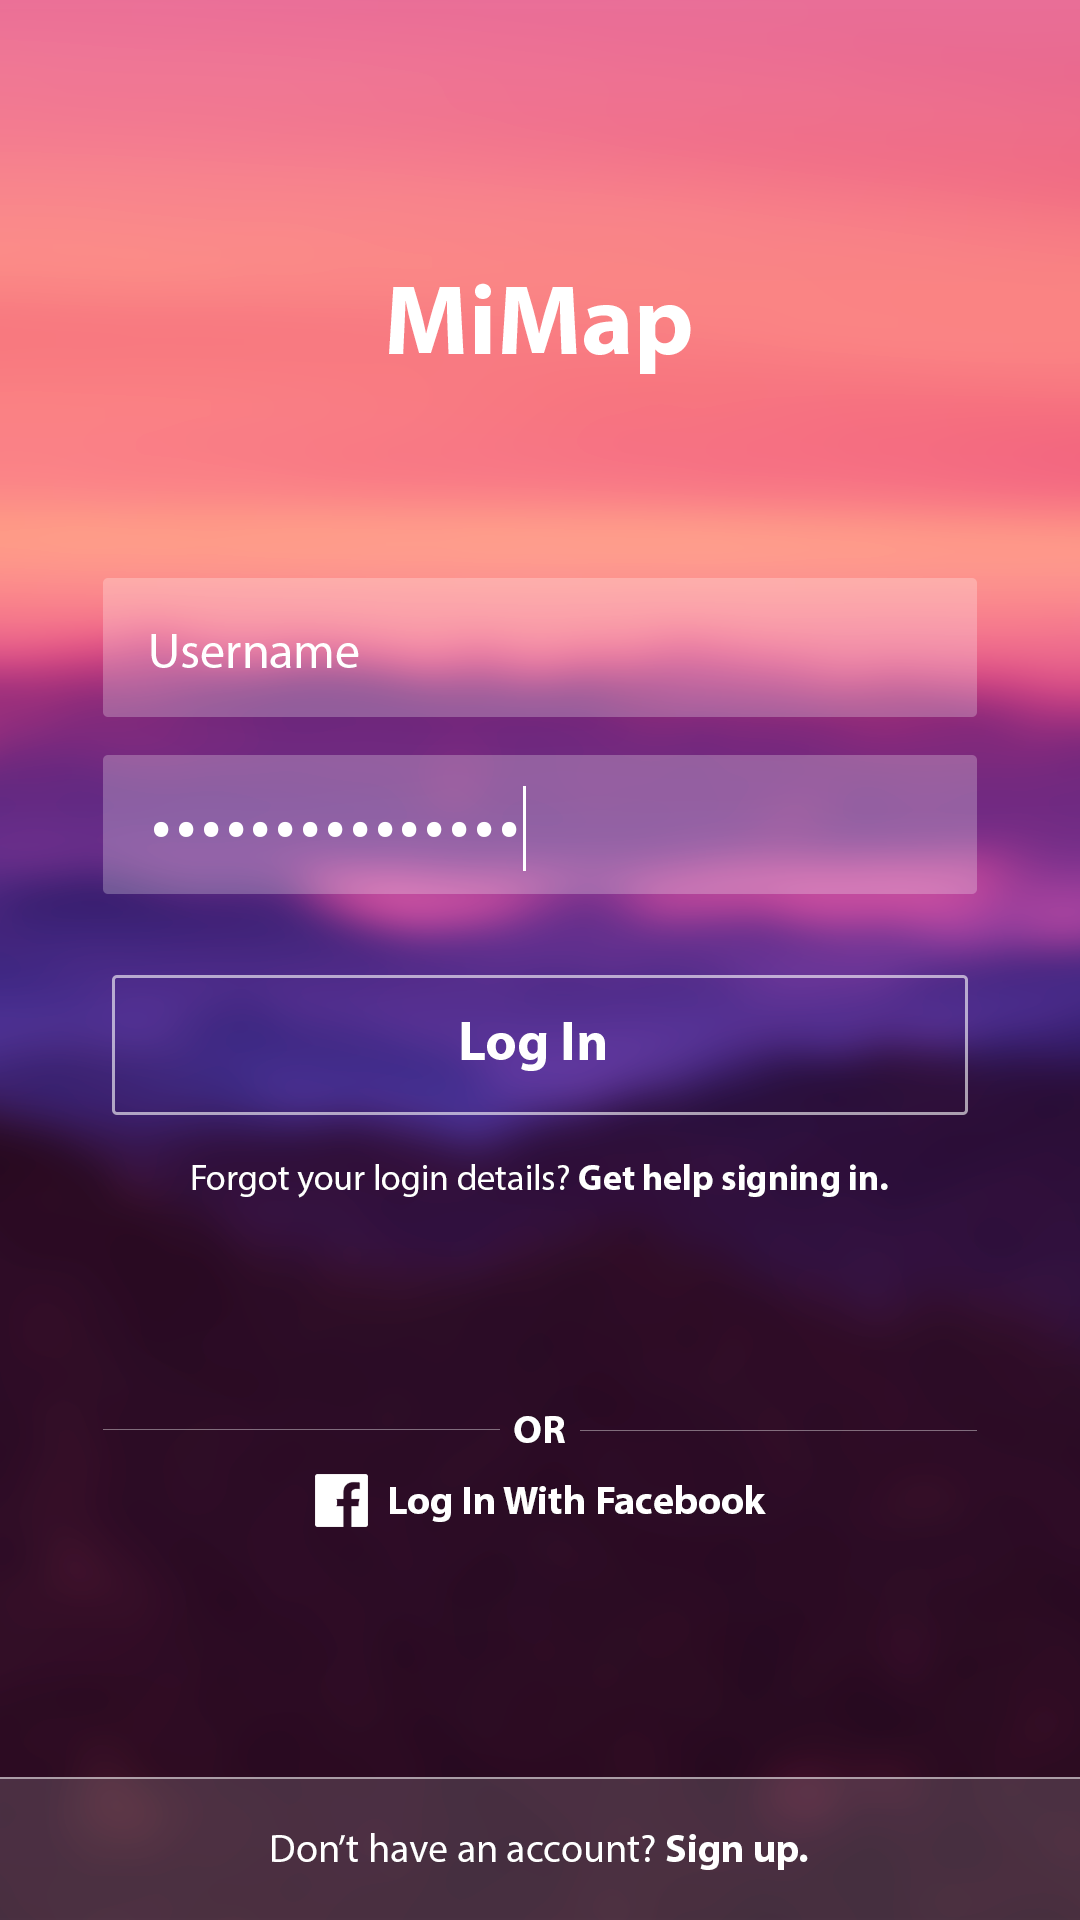 MiMap
Username
•••••••••••••••
Log In
Forgot your login details? Get help signing in.
OR
Log In With Facebook
Don’t have an account? Sign up.